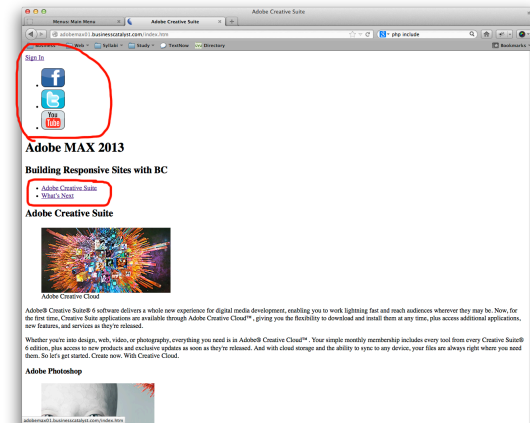 Adobe Creative Suite
Menus: Main Menu
Adobe Creative Suite
adobemax01.businesscatalyst.com/index.htm
php include
Business
Web
Syllabi
Study
TextNow
Directory
Bookmarks
Sign In
You
Tube
Adobe MAX 2013
Building Responsive Sites with BC
Adobe Creative Suite
What's Next
Adobe Creative Suite
Adobe Creative Cloud
Adobe® Creative Suite® 6 software delivers a whole new experience for digital media development, enabling you to work lightning fast and reach audiences wherever they may be. Now, for
the first time, Creative Suite applications are available through Adobe Creative Cloud™ , giving you the flexibility to download and install them at any time, plus access additional applications,
new features, and services as they're released.
Whether you're into design, web, video, or photography, everything you need is in Adobe® Creative Cloud™ . Your simple monthly membership includes every tool from every Creative Suite®
6 edition, plus access to new products and exclusive updates as soon as they're released. And with cloud storage and the ability to sync to any device, your files are always right where you need
them. So let's get started. Create now. With Creative Cloud.
Adobe Photoshop
adobemax01.businesscatalyst.com/index.htm